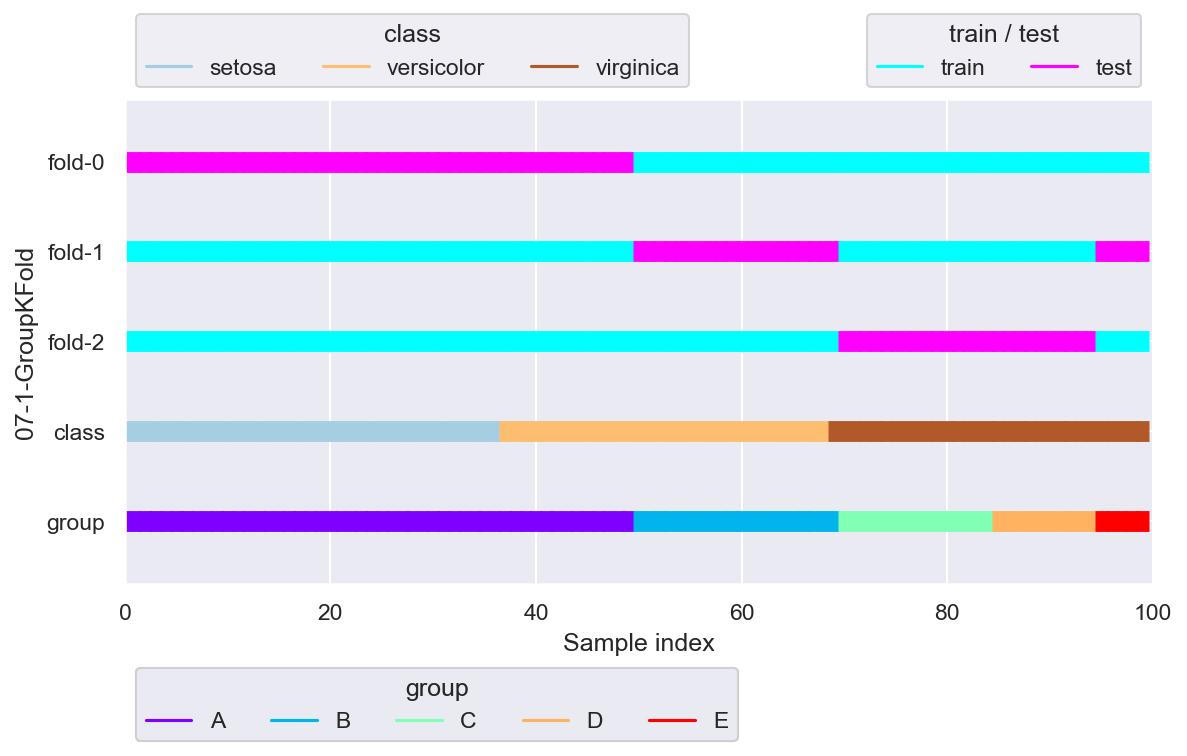 class
setosa versicolor virginica
train / test
train test
07-1-GroupKFold
fold-0
fold-1
fold-2
class
group
0 20 40 60 80 100
Sample index
group
A B C D E